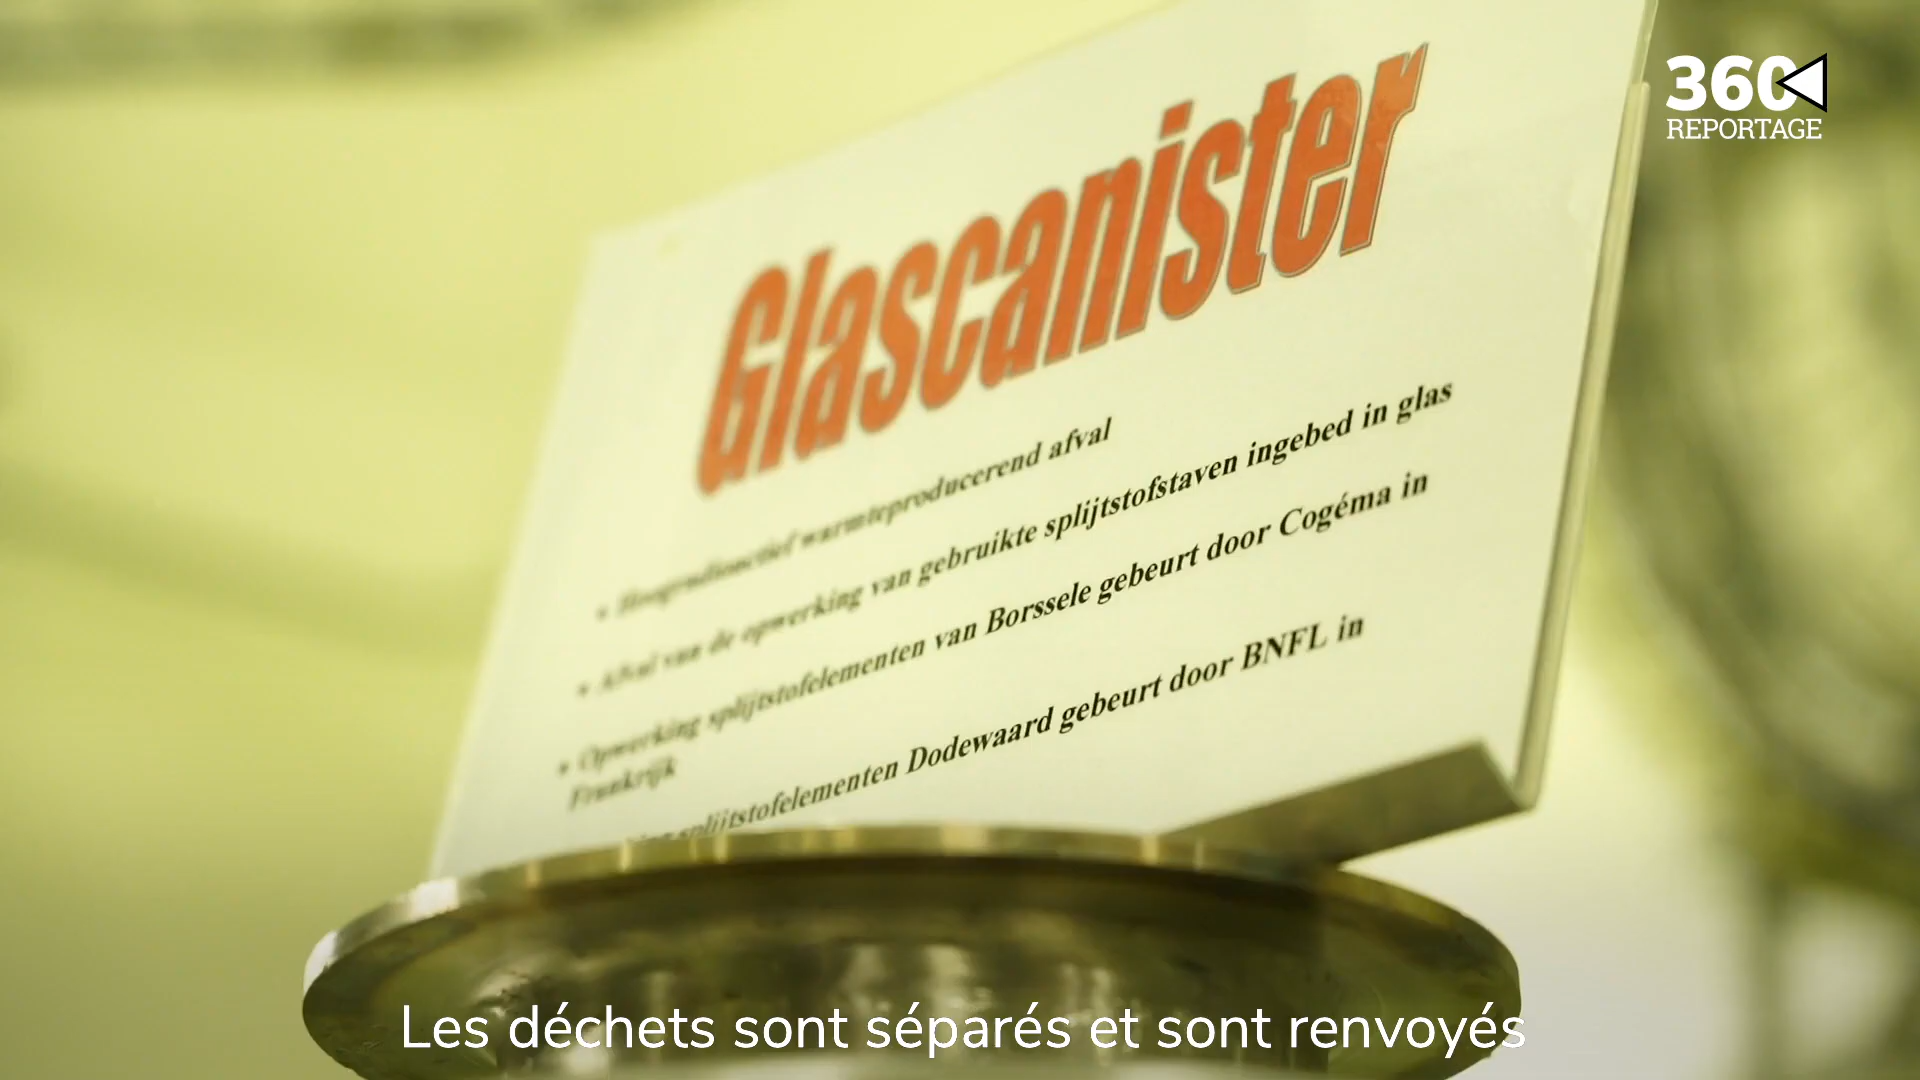 360
REPORTAGE
Glascanister
• Hoogradioactief warmteproducerend afval
• Afval van de opwerking van gebruikte splijtstofstaven ingebed in glas
• Opwerking splijtstofelementen van Borssele gebeurt door Cogéma in
Frankrijk
splijtstofelementen Dodewaard gebeurt door BNFL in
Les déchets sont séparés et sont renvoyés